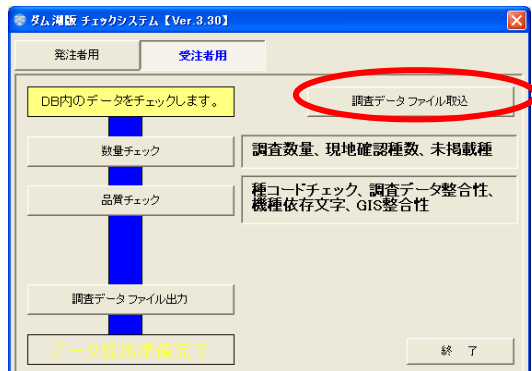 ダム湖版 チェックシステム【Ver.3.30】
発注者用
受注者用
DB内のデータをチェックします。
調査データ ファイル取込
数量チェック
調査数量、現地確認種数、未掲載種
品質チェック
種コードチェック、調査データ整合性、
機種依存文字、GIS整合性
調査データ ファイル出力
データ提出準備完了
終 了